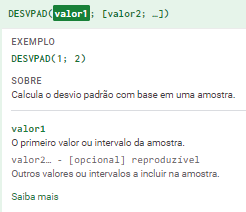 DESVPAD(valor1; [valor2; …])
EXEMPLO
DESVPAD(1; 2)
SOBRE
Calcula o desvio padrão com base em uma amostra.
valor1
O primeiro valor ou intervalo da amostra.
valor2… - [opcional] reproduzível
Outros valores ou intervalos a incluir na amostra.
Saiba mais